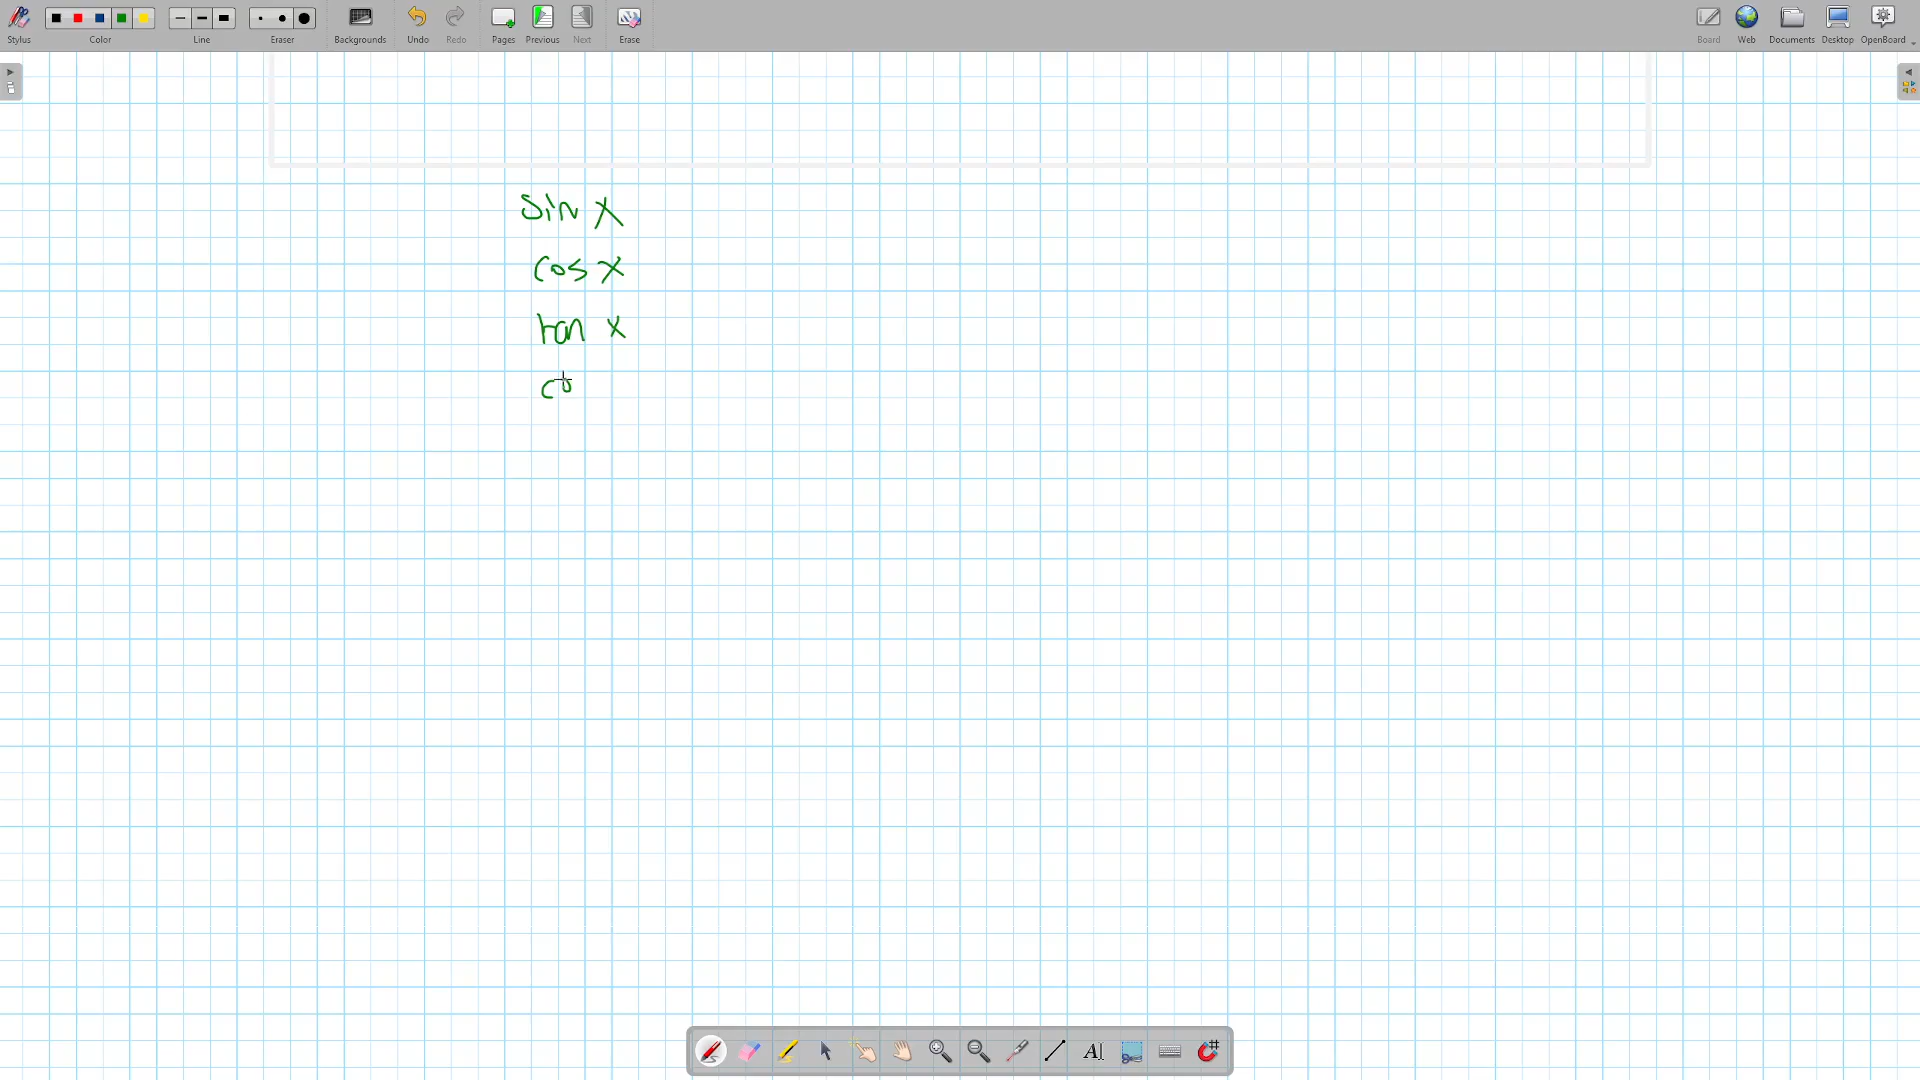 Stylus
Color
Line
Eraser
Backgrounds
Undo
Redo
Pages
Previous
Next
Erase
Board
Web
Documents
Desktop
OpenBoard
sin x
cos x
tan x
co